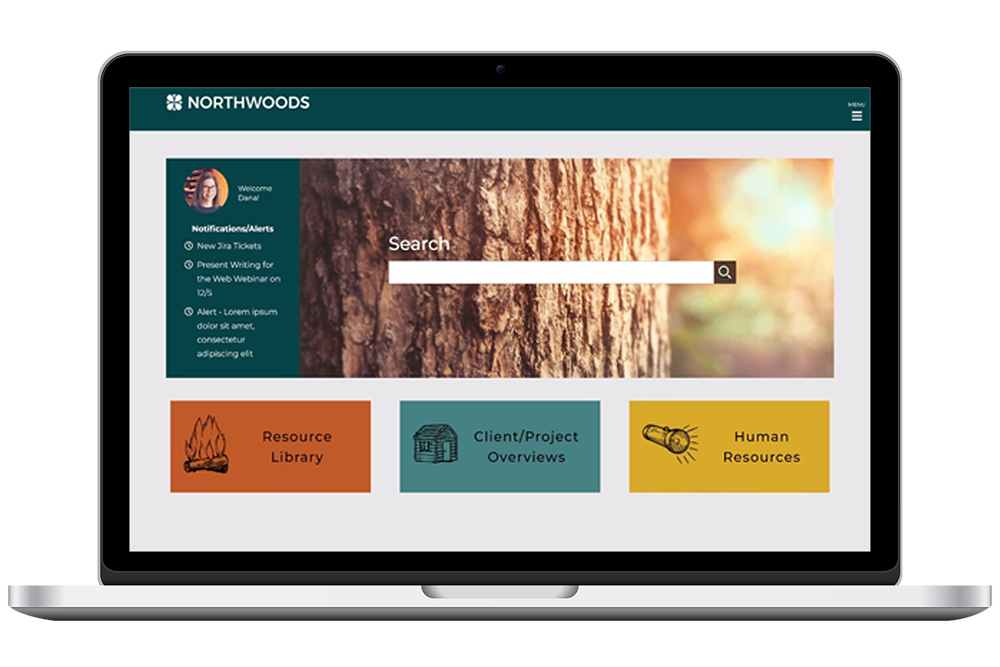 NORTHWOODS
MENU
Welcome
Dana!
Notifications/Alerts
New Jira Tickets
Present Writing for
the Web Webinar on
12/5
Alert - Lorem ipsum
dolor sit amet,
consectetur
adipiscing elit
Search
Resource
Library
Client/Project
Overviews
Human
Resources